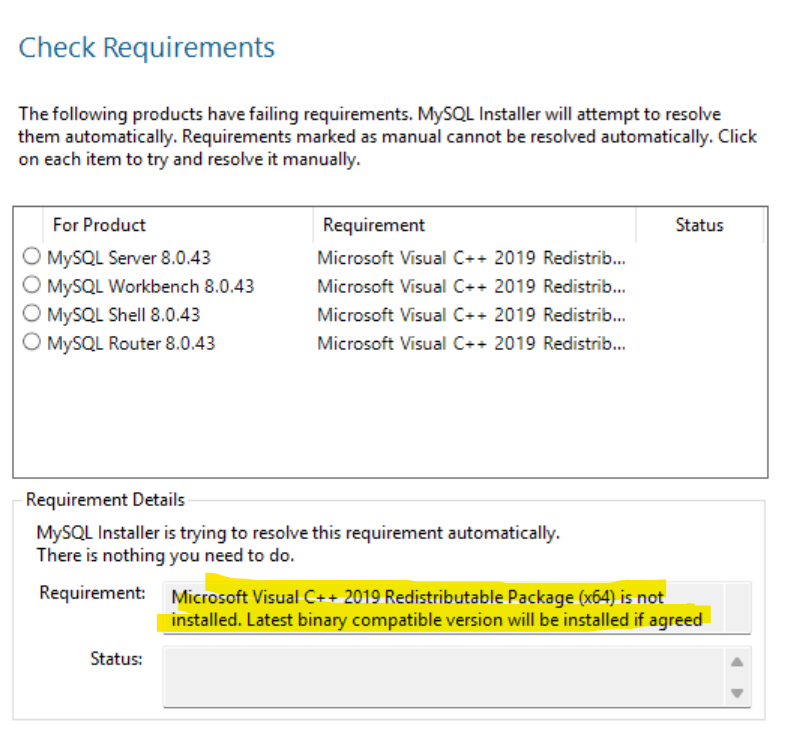 Check Requirements
The following products have failing requirements. MySQL Installer will attempt to resolve
them automatically. Requirements marked as manual cannot be resolved automatically. Click
on each item to try and resolve it manually.
For Product Requirement Status
MySQL Server 8.0.43 Microsoft Visual C++ 2019 Redistrib...
MySQL Workbench 8.0.43 Microsoft Visual C++ 2019 Redistrib...
MySQL Shell 8.0.43 Microsoft Visual C++ 2019 Redistrib...
MySQL Router 8.0.43 Microsoft Visual C++ 2019 Redistrib...
Requirement Details
MySQL Installer is trying to resolve this requirement automatically.
There is nothing you need to do.
Requirement: Microsoft Visual C++ 2019 Redistributable Package (x64) is not
installed. Latest binary compatible version will be installed if agreed
Status: